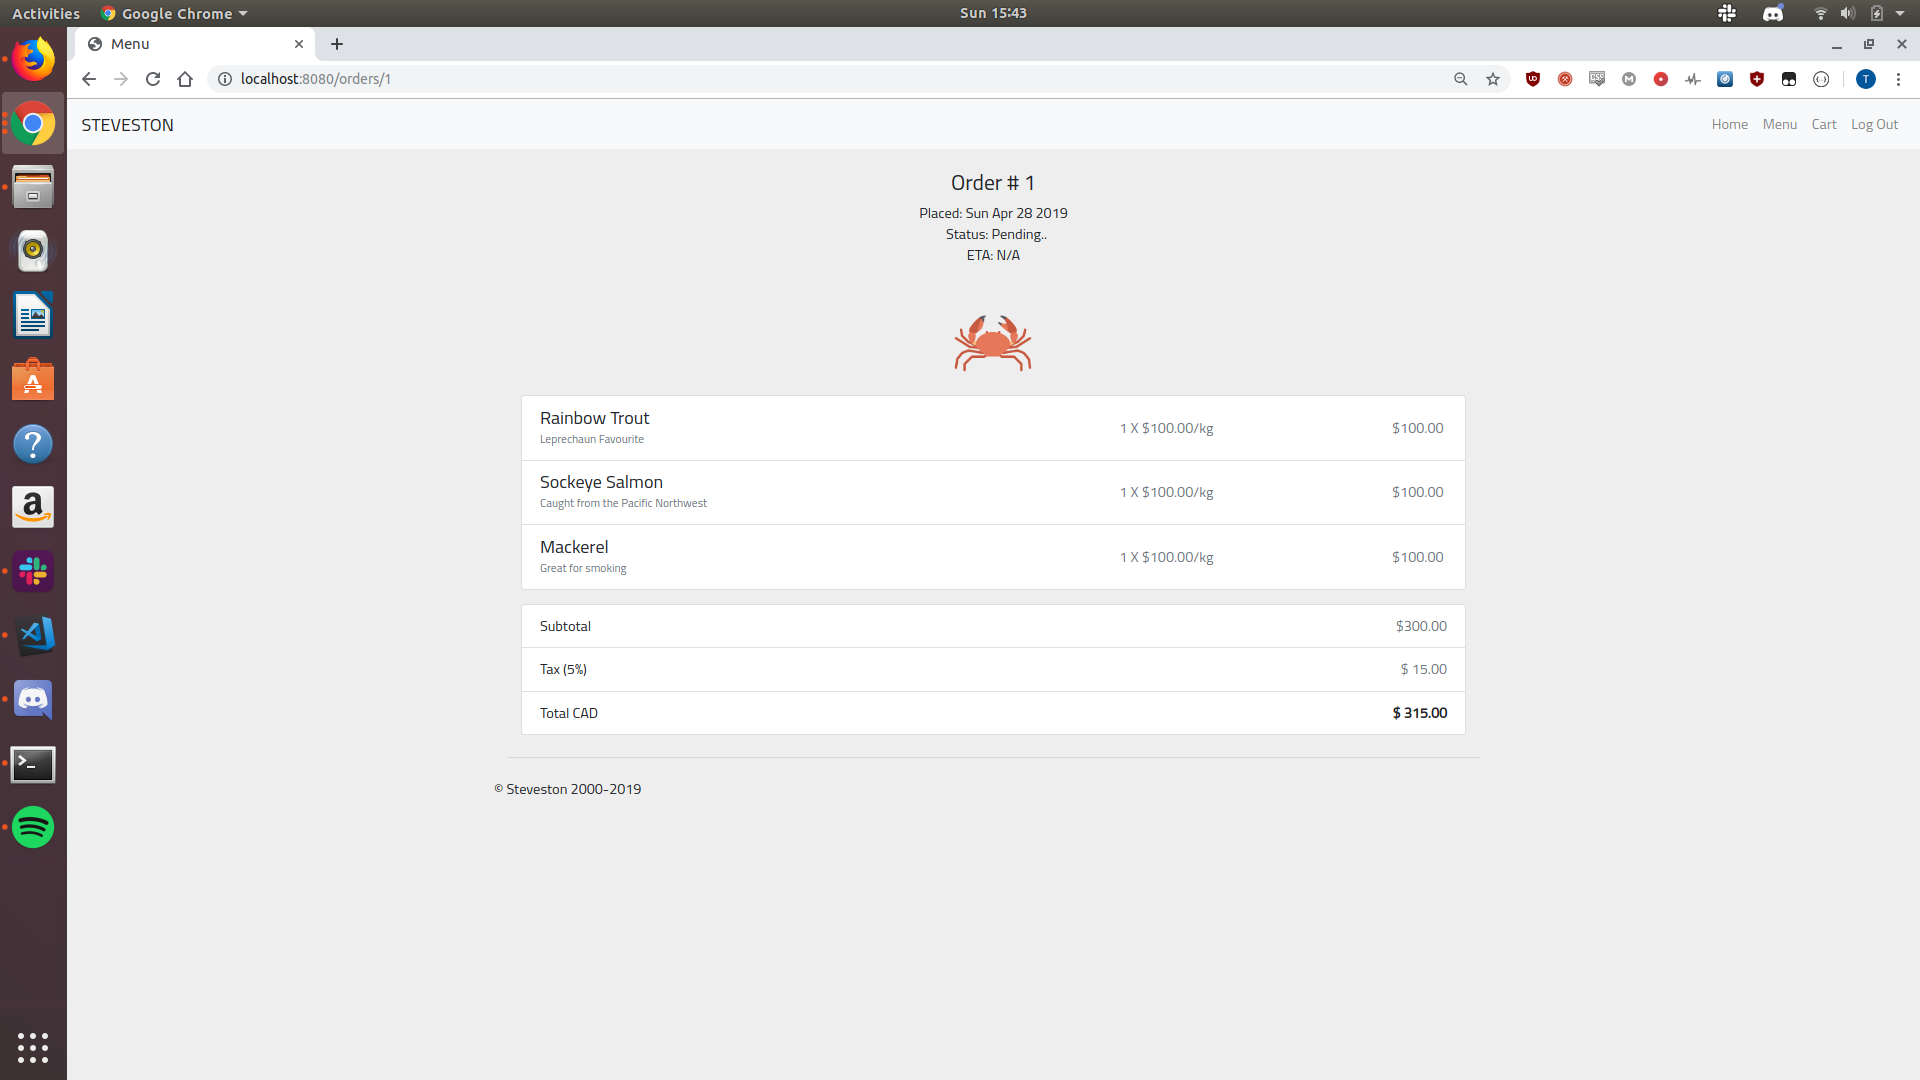 Activities Google Chrome Sun 15:43
Menu
localhost:8080/orders/1
STEVESTON Home Menu Cart Log Out
Order # 1
Placed: Sun Apr 28 2019
Status: Pending..
ETA: N/A
Rainbow Trout
Leprechaun Favourite
1 X $100.00/kg $100.00
Sockeye Salmon
Caught from the Pacific Northwest
1 X $100.00/kg $100.00
Mackerel
Great for smoking
1 X $100.00/kg $100.00
Subtotal $300.00
Tax (5%) $ 15.00
Total CAD $ 315.00
© Steveston 2000-2019